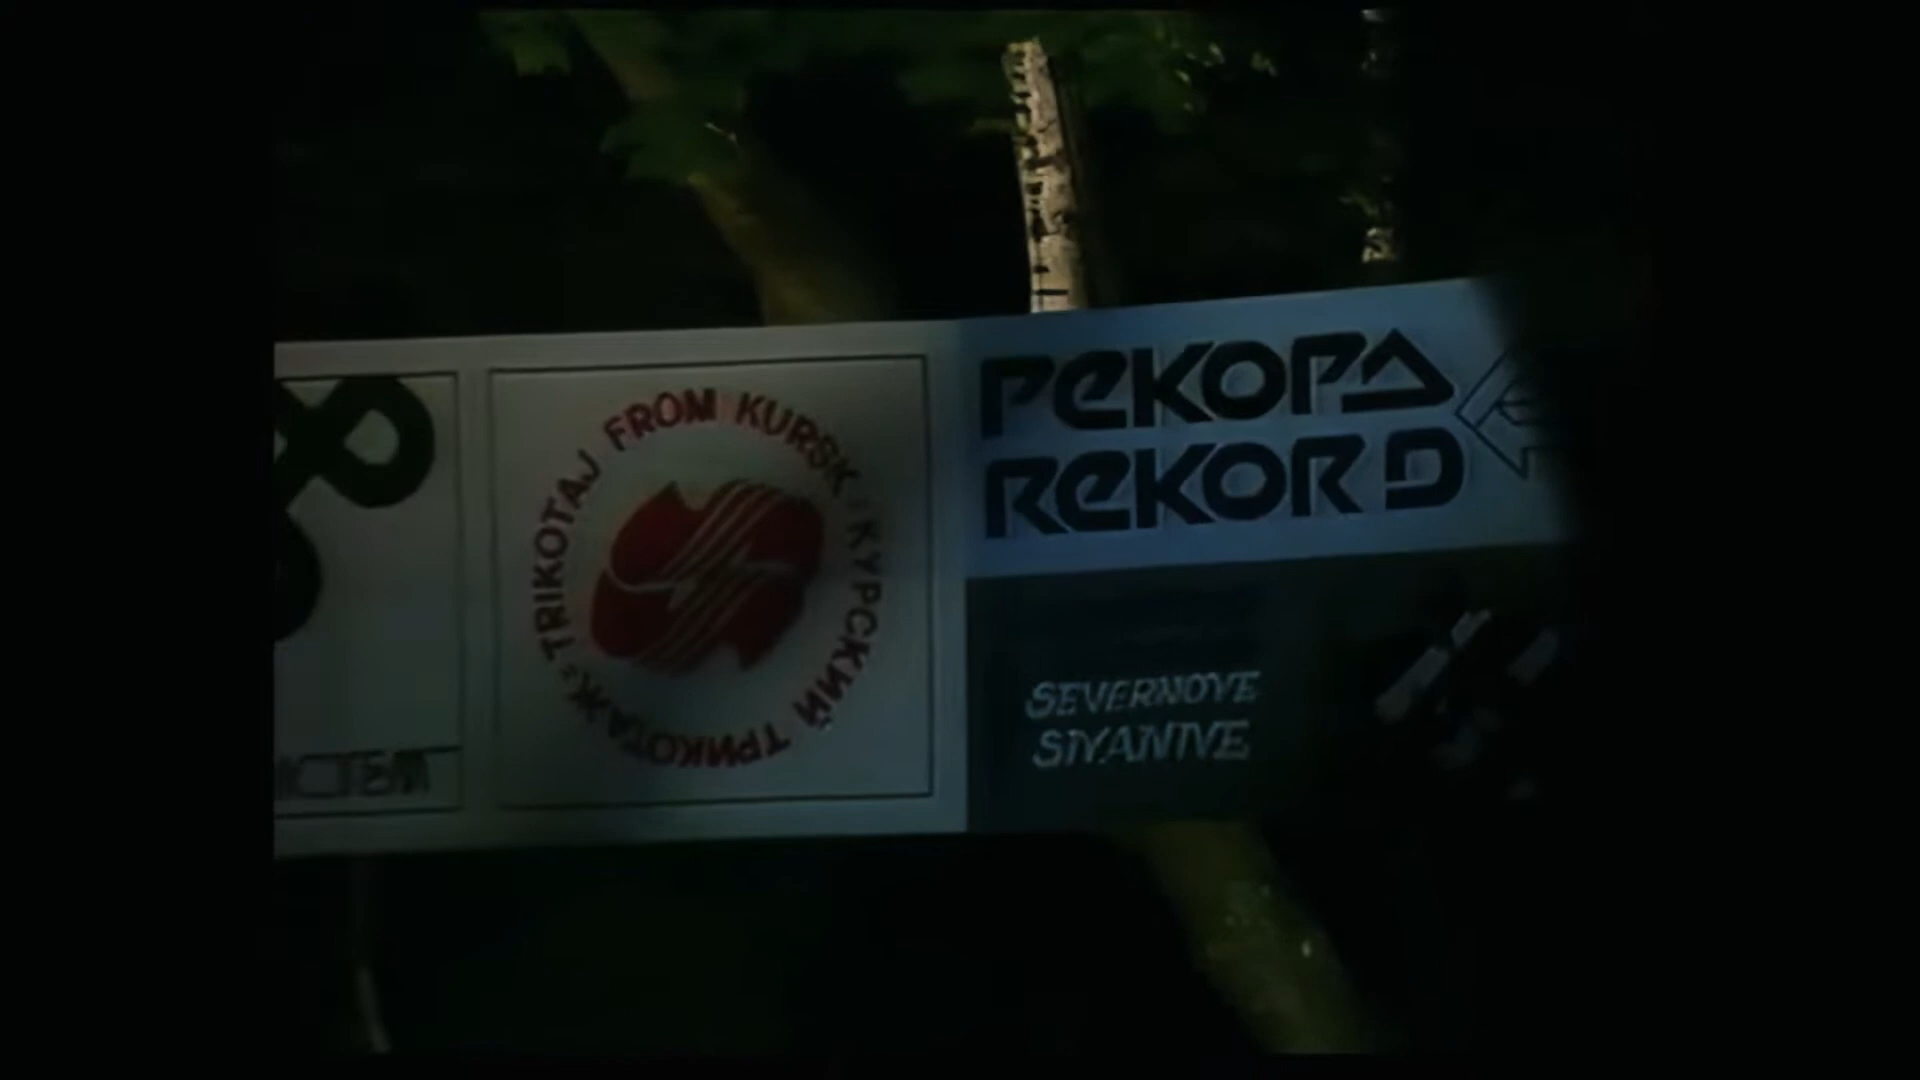 TRIKOTAJ FROM KURSK
КУРСКИЙ ТРИКОТАЖ
РЕКОРД
REKORD
SEVERNOYE
SIYANIYE